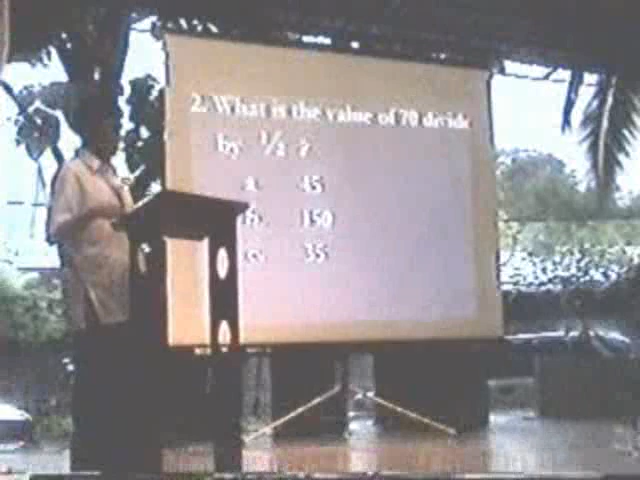 2. What is the value of 70 divide
by ½ ?
a. 45
b. 150
c. 35